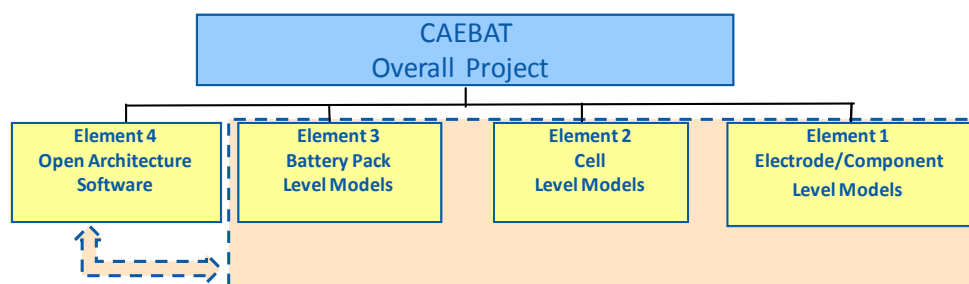 CAEBAT
Overall Project
Element 4
Open Architecture
Software
Element 3
Battery Pack
Level Models
Element 2
Cell
Level Models
Element 1
Electrode/Component
Level Models